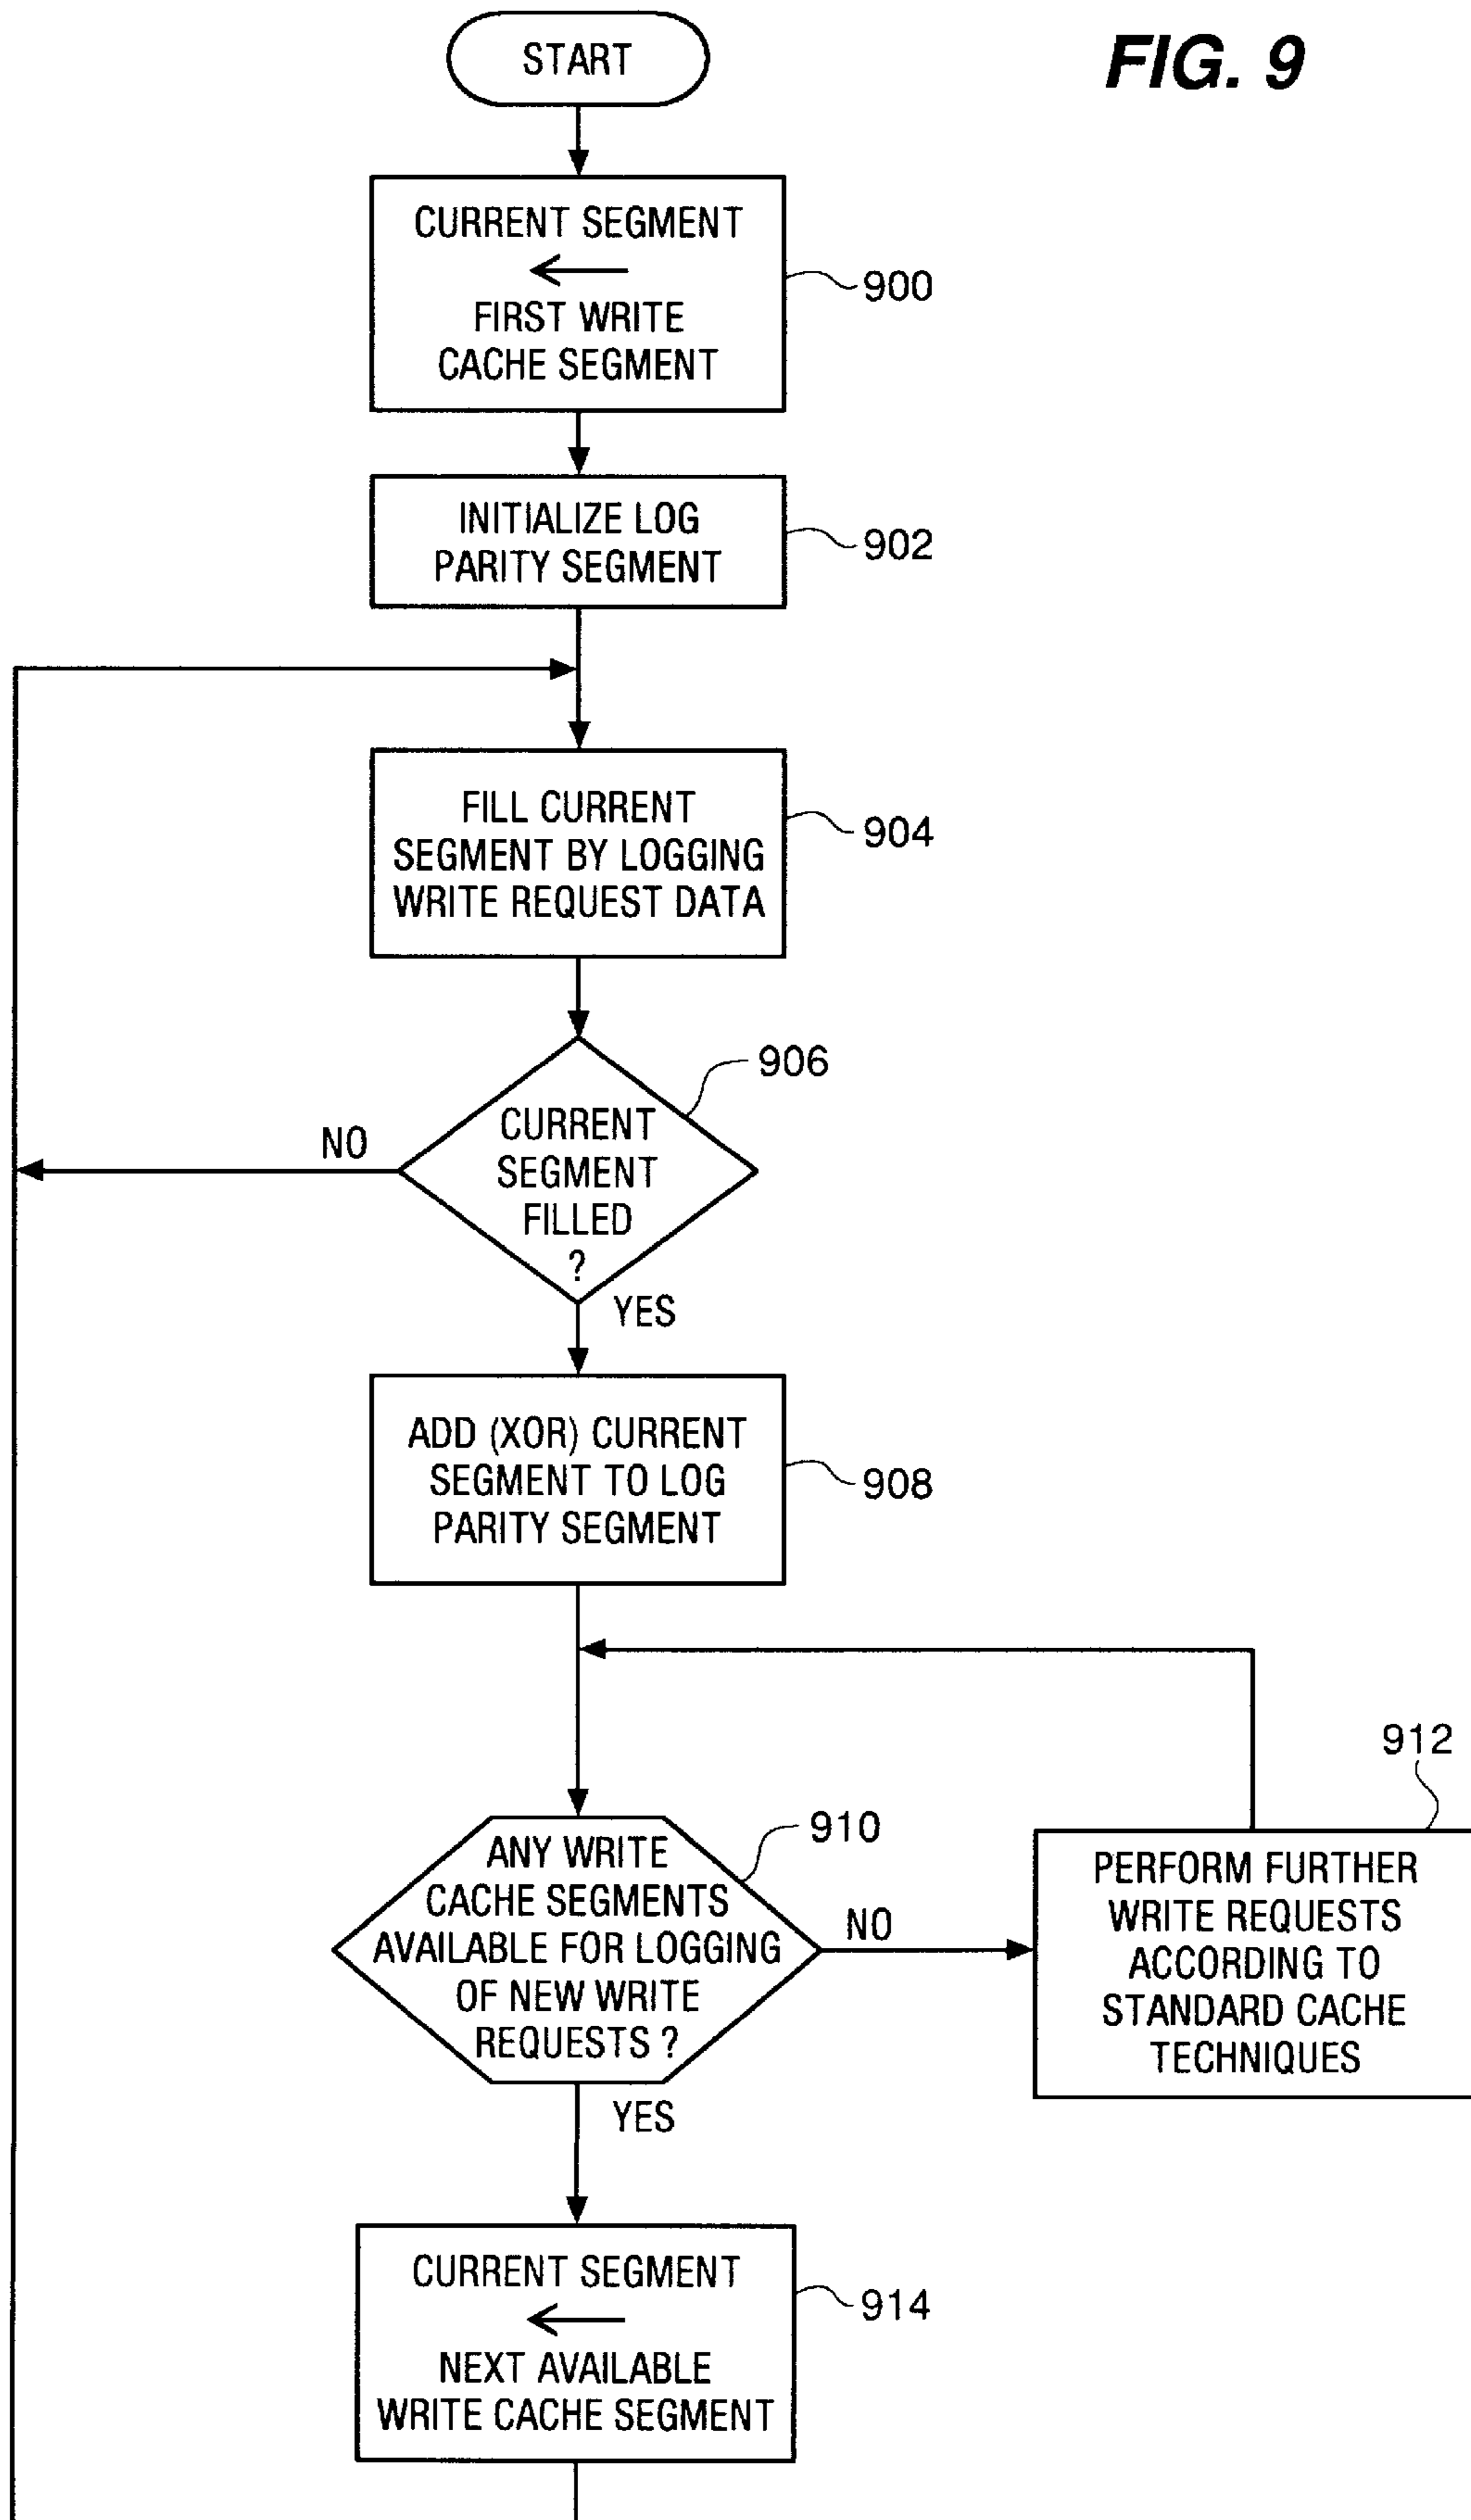 START
FIG. 9
CURRENT SEGMENT
←
FIRST WRITE
CACHE SEGMENT
900
INITIALIZE LOG
PARITY SEGMENT
902
FILL CURRENT
SEGMENT BY LOGGING
WRITE REQUEST DATA
904
906
CURRENT
SEGMENT
FILLED
?
NO
YES
ADD (XOR) CURRENT
SEGMENT TO LOG
PARITY SEGMENT
908
910
ANY WRITE
CACHE SEGMENTS
AVAILABLE FOR LOGGING
OF NEW WRITE
REQUESTS ?
NO
YES
912
PERFORM FURTHER
WRITE REQUESTS
ACCORDING TO
STANDARD CACHE
TECHNIQUES
CURRENT SEGMENT
←
NEXT AVAILABLE
WRITE CACHE SEGMENT
914